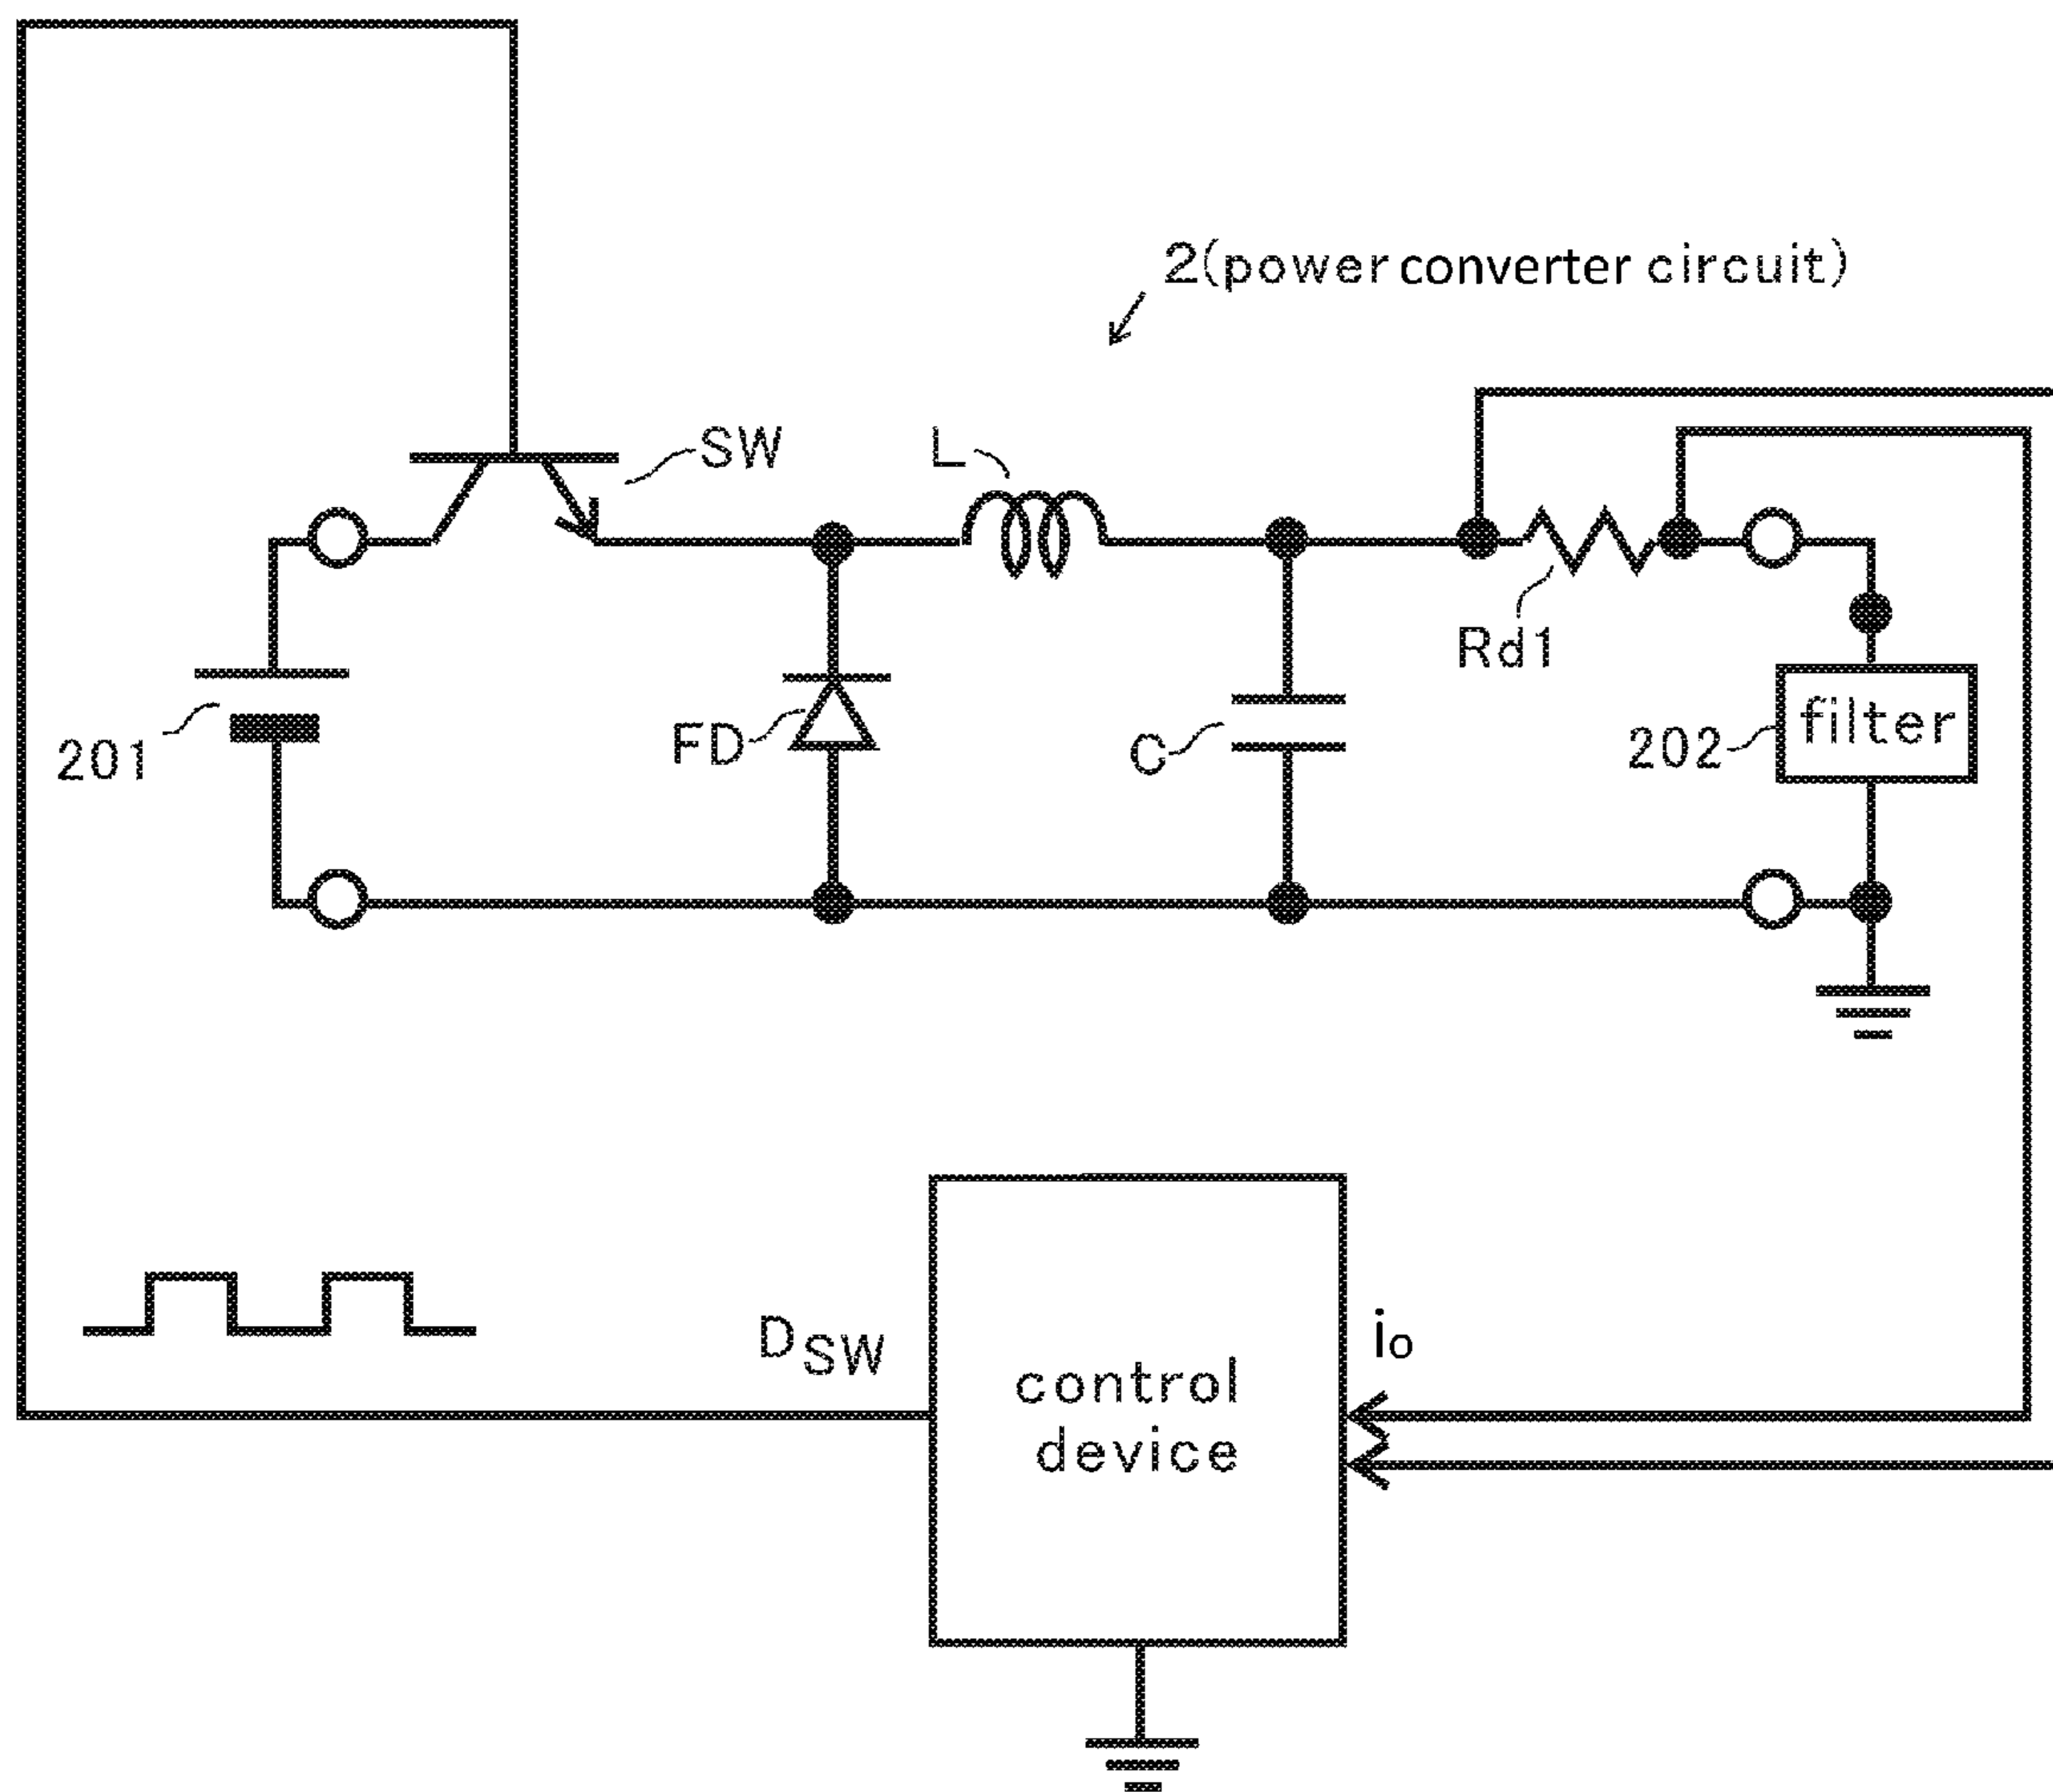 2(power converter circuit)
SW
L
Rd1
201
FD
C
202
filter
DSW
io
control
device